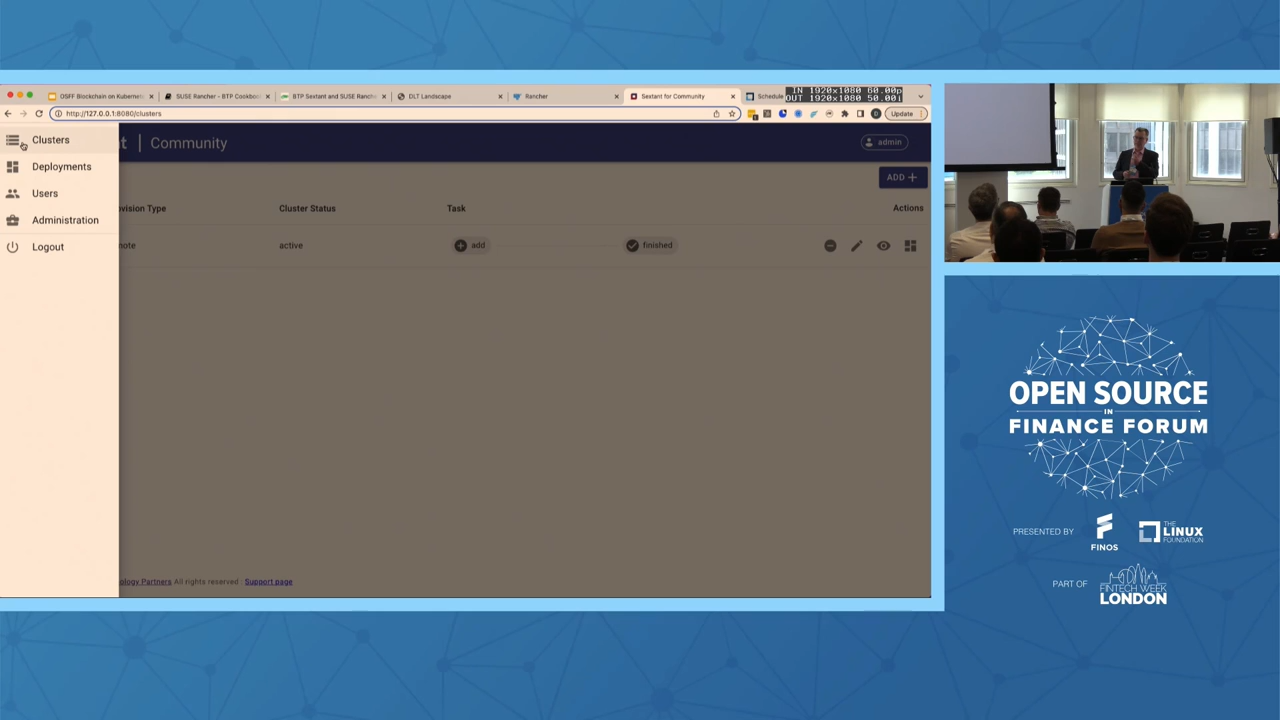 OSFF Blockchain on Kubernete
SUSE Rancher - BTP Cookboo
BTP Sextant and SUSE Ranche
DLT Landscape
Rancher
Sextant for Community
Schedule
IN 1920x1080 60.00p
OUT 1920x1080 50.00i
http://127.0.0.1:8080/clusters
Update
Clusters
Deployments
Users
Administration
Logout
t | Community
admin
ADD +
vision Type
Cluster Status
Task
Actions
mote
active
add
finished
ology Partners All rights reserved · Support page
OPEN SOURCE
IN
FINANCE FORUM
PRESENTED BY
FINOS
THE
LINUX
FOUNDATION
PART OF
FINTECH WEEK
LONDON